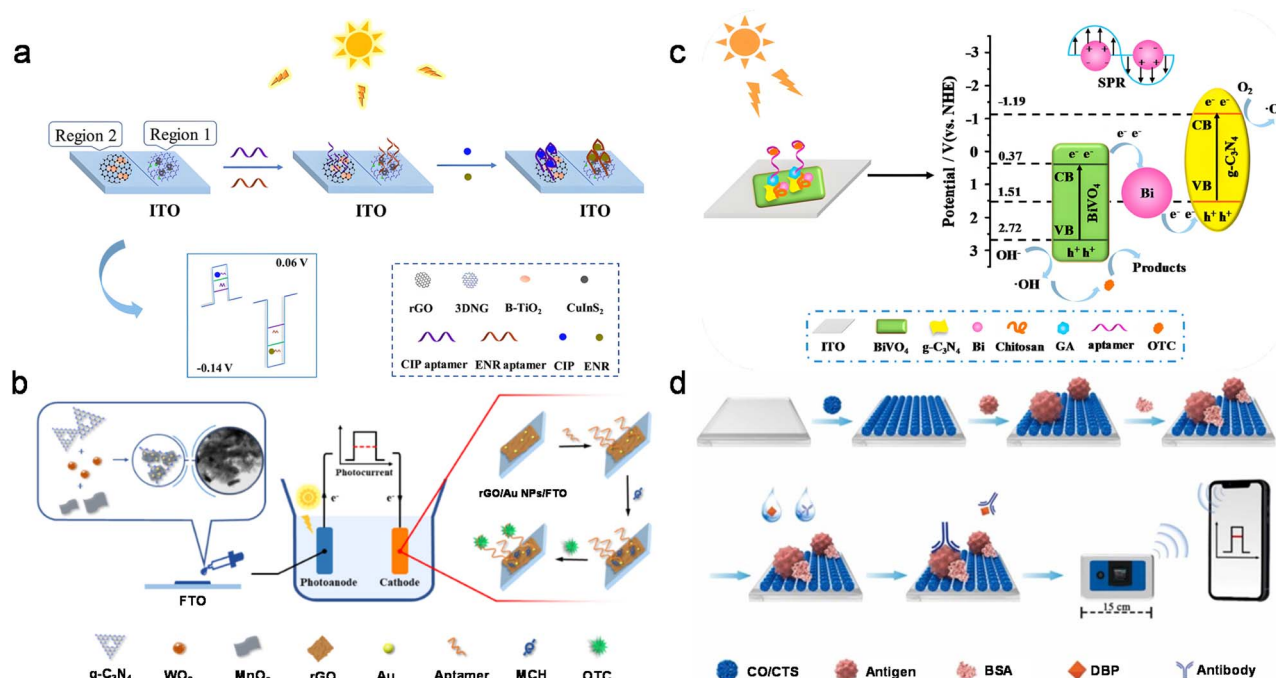 a
Region 2
Region 1
ITO
ITO
ITO
0.06 V
-0.14 V
rGO
3DNG
B-TiO₂
CuInS₂
CIP aptamer
ENR aptamer
CIP
ENR
c
SPR
Potential / V(vs. NHE)
-3
-2
-1
0
1
2
3
-1.19
0.37
1.51
2.72
e⁻ e⁻
CB
BiVO₄
VB
h⁺ h⁺
e⁻ e⁻
Bi
e⁻ e⁻
e⁻ e⁻
CB
g-C₃N₄
VB
h⁺ h⁺
O₂
OH⁻
·OH
Products
ITO
BiVO₄
g-C₃N₄
Bi
Chitosan
GA
aptamer
OTC
b
FTO
Photocurrent
e⁻
e⁻
Photoanode
Cathode
rGO/Au NPs/FTO
MCH
g-C₃N₄
rGO
Au
Aptamer
MCH
OTC
d
15 cm
CO/CTS
Antigen
BSA
DBP
Antibody